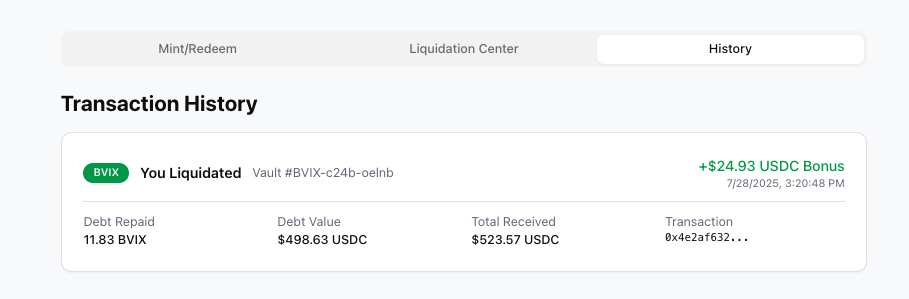 Mint/Redeem Liquidation Center History
Transaction History
BVIX You Liquidated Vault #BVIX-c24b-oelnb +$24.93 USDC Bonus
7/28/2025, 3:20:48 PM
Debt Repaid Debt Value Total Received Transaction
11.83 BVIX $498.63 USDC $523.57 USDC 0x4e2af632...